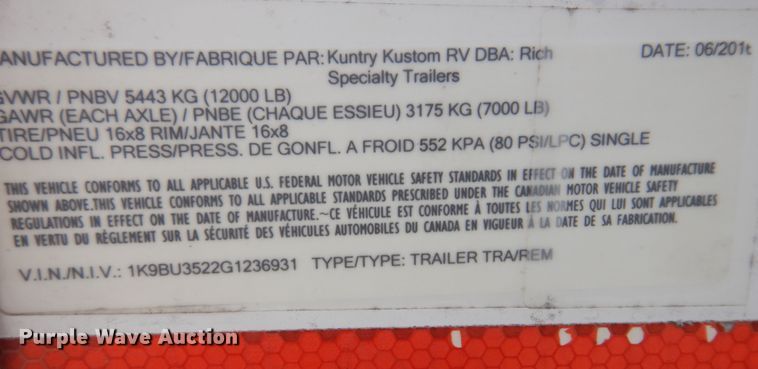 ANUFACTURED BY/FABRIQUE PAR: Kuntry Kustom RV DBA: Rich DATE: 06/201
Specialty Trailers
GVWR / PNBV 5443 KG (12000 LB)
GAWR (EACH AXLE) / PNBE (CHAQUE ESSIEU) 3175 KG (7000 LB)
TIRE/PNEU 16x8 RIM/JANTE 16x8
COLD INFL. PRESS/PRESS. DE GONFL. A FROID 552 KPA (80 PSI/LPC) SINGLE
THIS VEHICLE CONFORMS TO ALL APPLICABLE U.S. FEDERAL MOTOR VEHICLE SAFETY STANDARDS IN EFFECT ON THE DATE OF MANUFACTURE
SHOWN ABOVE.THIS VEHICLE CONFORMS TO ALL APPLICABLE STANDARDS PRESCRIBED UNDER THE CANADIAN MOTOR VEHICLE SAFETY
REGULATIONS IN EFFECT ON THE DATE OF MANUFACTURE.~CE VÉHICULE EST CONFORME À TOUTES LES NORMES QUI LUI SONT APPLICABLES
EN VERTU DU RÈGLEMENT SUR LA SÉCURITÉ DES VÉHICULES AUTOMOBILES DU CANADA EN VIGUEUR À LA DATE DE SA FABRICATION.
V.I.N./N.I.V.: 1K9BU3522G1236931 TYPE/TYPE: TRAILER TRA/REM
Purple Wave Auction